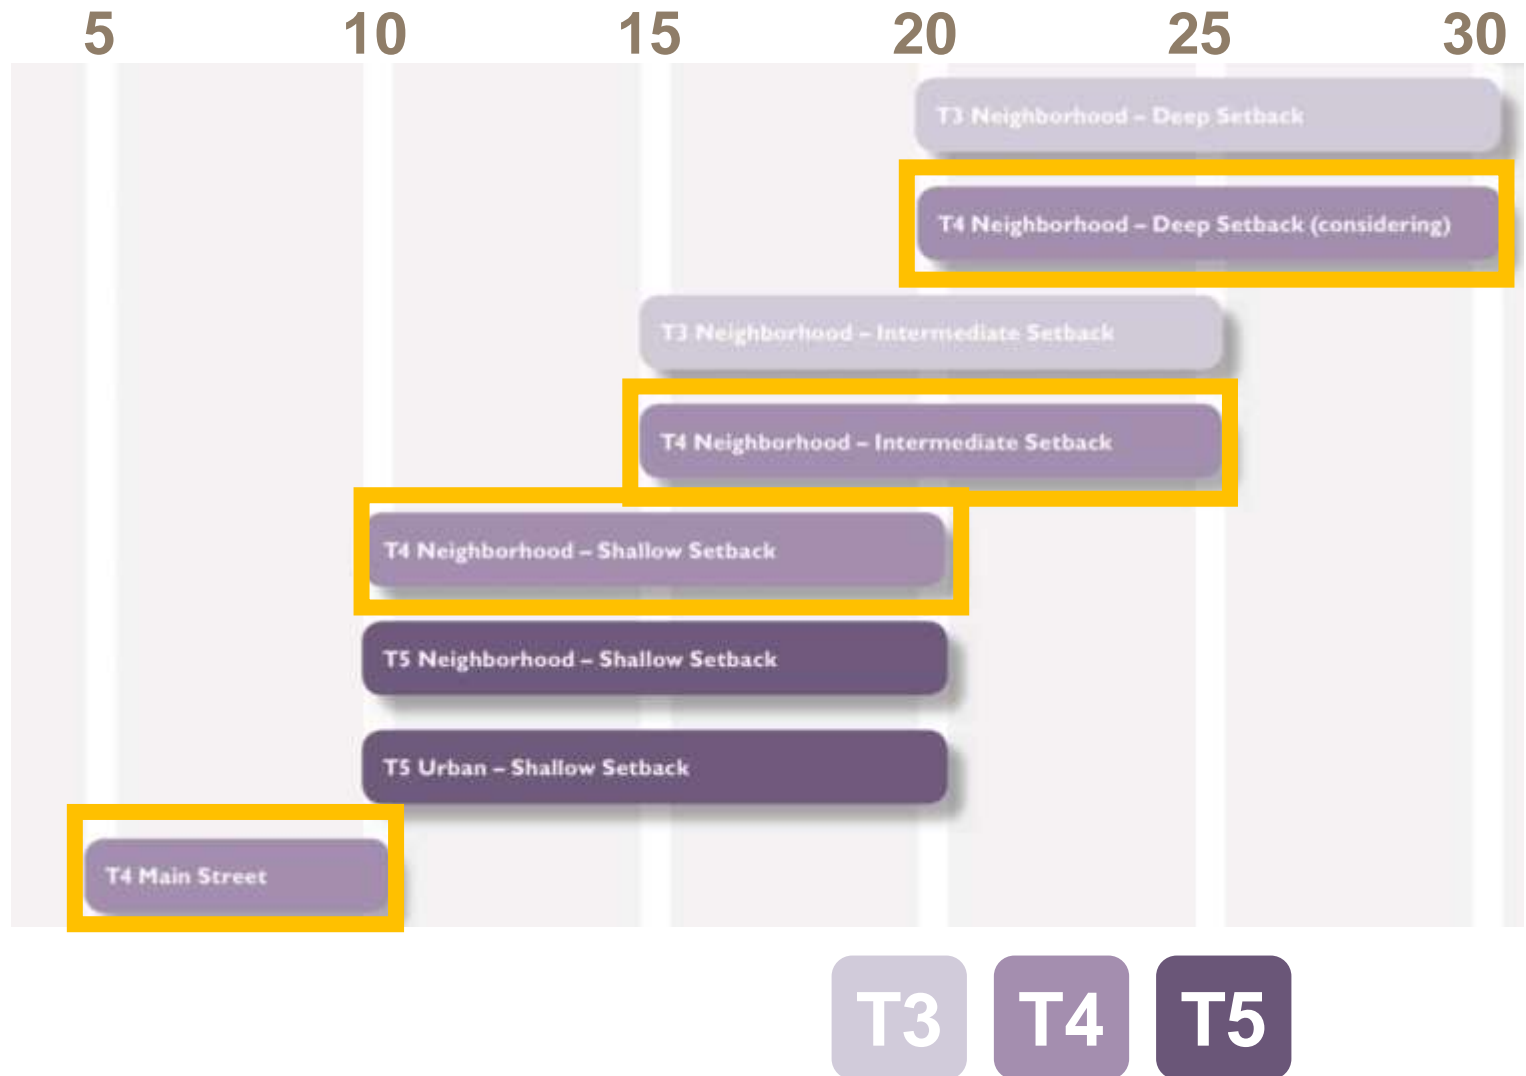 5 10 15 20 25 30
T3 Neighborhood – Deep Setback
T4 Neighborhood – Deep Setback (considering)
T3 Neighborhood – Intermediate Setback
T4 Neighborhood – Intermediate Setback
T4 Neighborhood – Shallow Setback
T5 Neighborhood – Shallow Setback
T5 Urban – Shallow Setback
T4 Main Street
T3 T4 T5